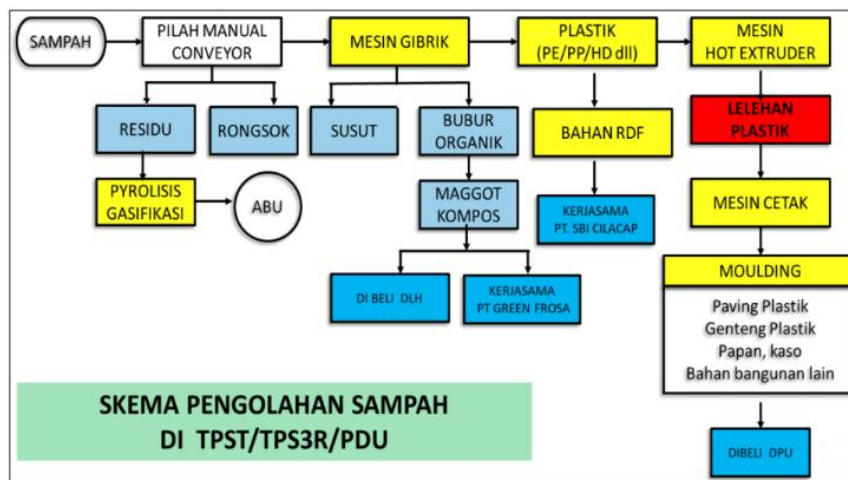 SAMPAH
PILAH MANUAL
CONVEYOR
MESIN GIBRIK
PLASTIK
(PE/PP/HD dll)
MESIN
HOT EXTRUDER
RESIDU
RONGSOK
SUSUT
BUBUR
ORGANIK
BAHAN RDF
LELEHAN
PLASTIK
PYROLISIS
GASIFIKASI
ABU
MAGGOT
KOMPOS
KERJASAMA
PT. SBI CILACAP
MESIN CETAK
DI BELI DLH
KERJASAMA
PT GREEN FROSA
MOULDING
Paving Plastik
Genteng Plastik
Papan, kaso
Bahan bangunan lain
SKEMA PENGOLAHAN SAMPAH
DI TPST/TPS3R/PDU
DIBELI DPU